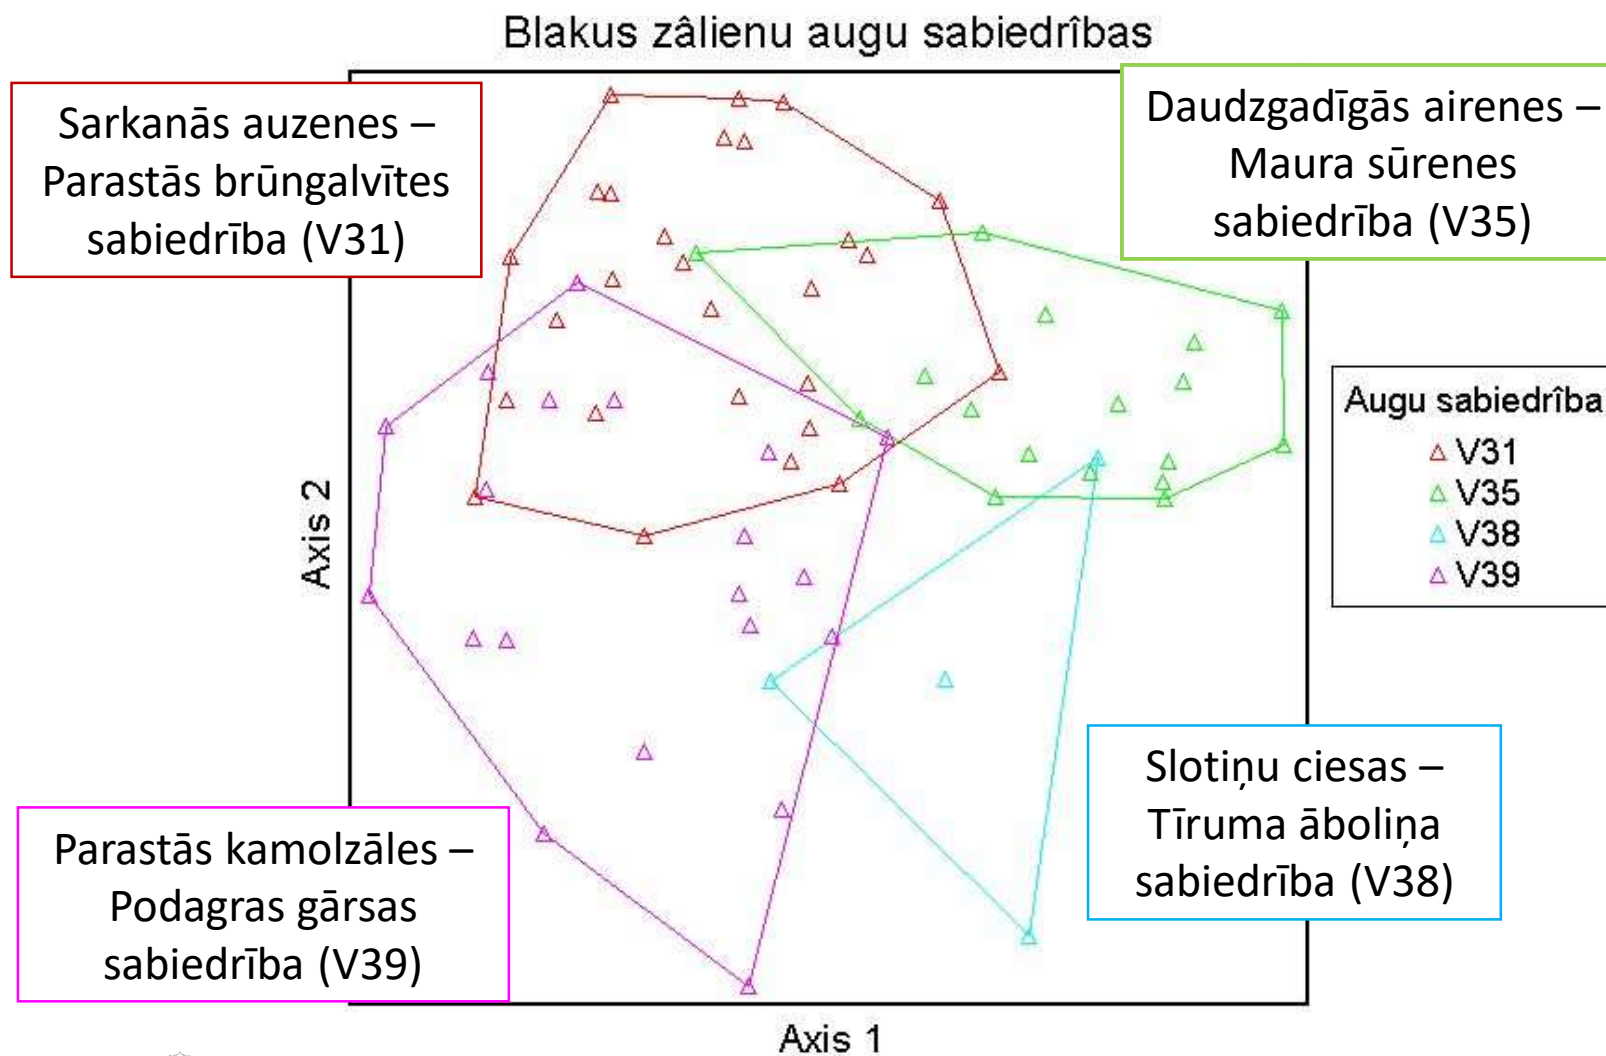 Blakus zâlienu augu sabiedrības
Sarkanās auzenes –
Parastās brūngalvītes
sabiedrība (V31)
Daudzgadīgās airenes –
Maura sūrenes
sabiedrība (V35)
Augu sabiedrība
V31
V35
V38
V39
Axis 2
Slotiņu ciesas –
Tīruma āboliņa
sabiedrība (V38)
Parastās kamolzāles –
Podagras gārsas
sabiedrība (V39)
Axis 1